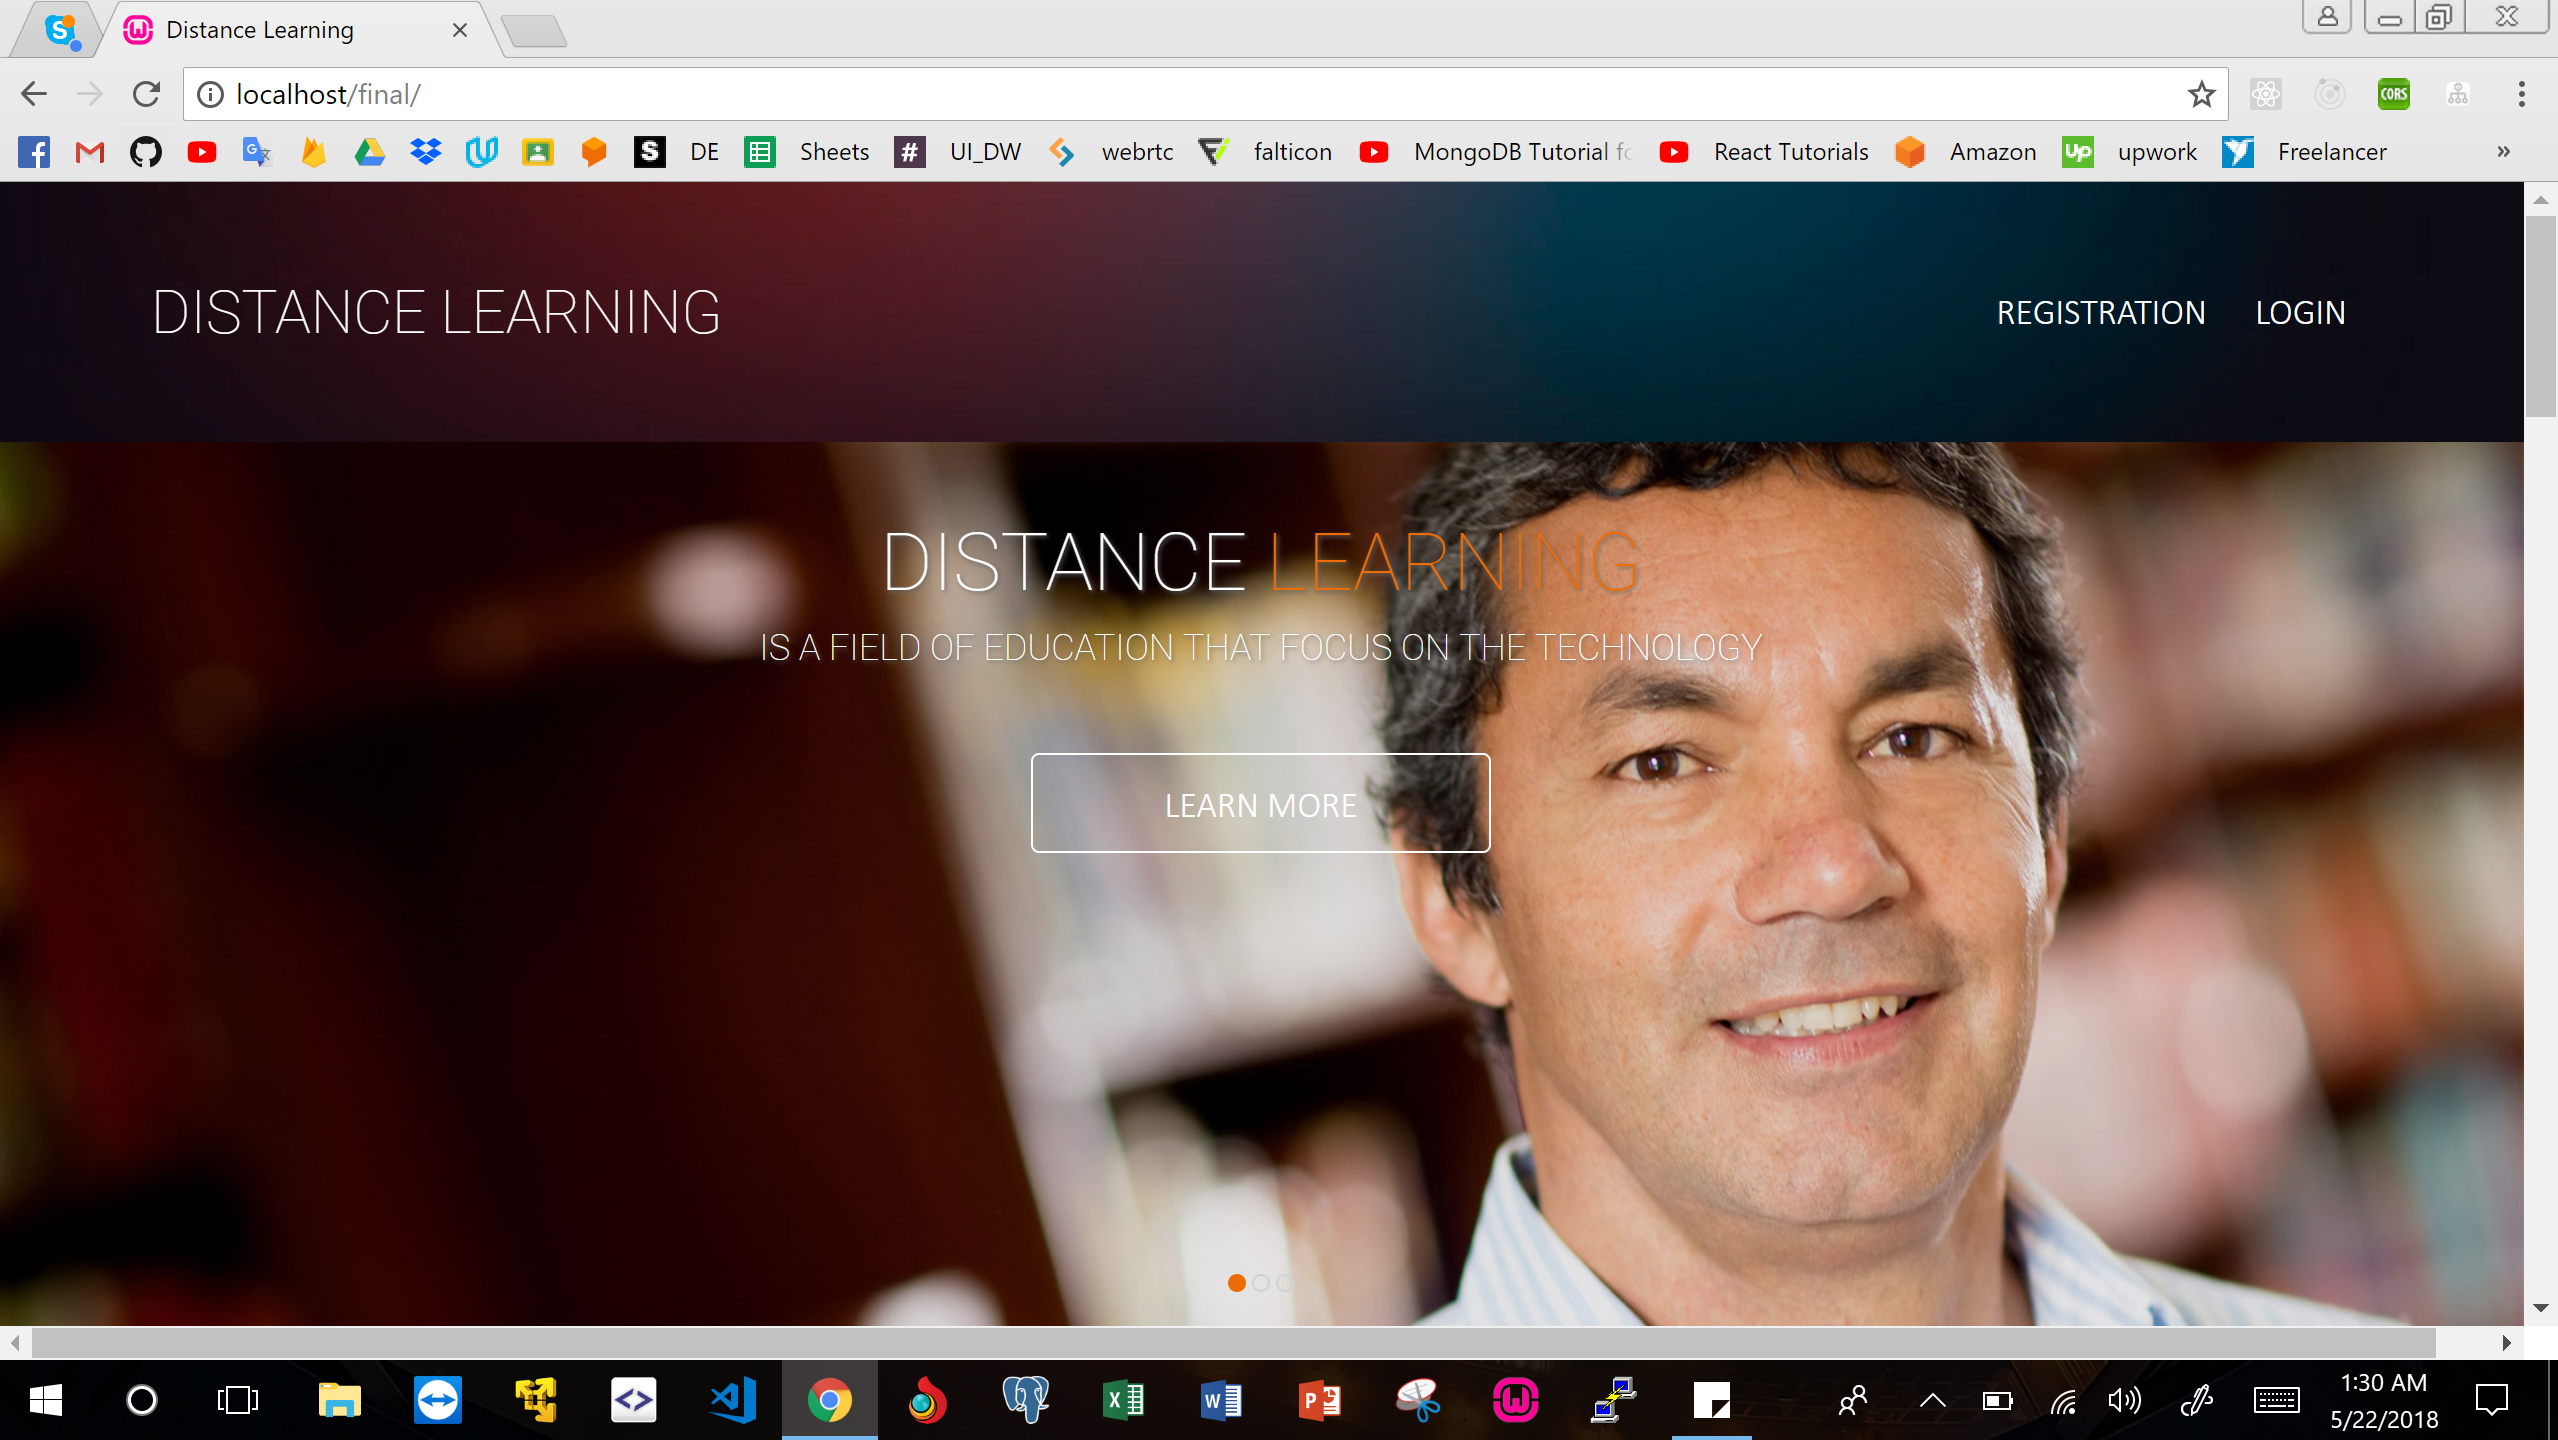 Distance Learning
localhost/final/
CORS
DE Sheets UI_DW webrtc falticon MongoDB Tutorial fo React Tutorials Amazon upwork Freelancer »
DISTANCE LEARNING
REGISTRATION LOGIN
DISTANCE LEARNING
IS A FIELD OF EDUCATION THAT FOCUS ON THE TECHNOLOGY
LEARN MORE
1:30 AM
5/22/2018